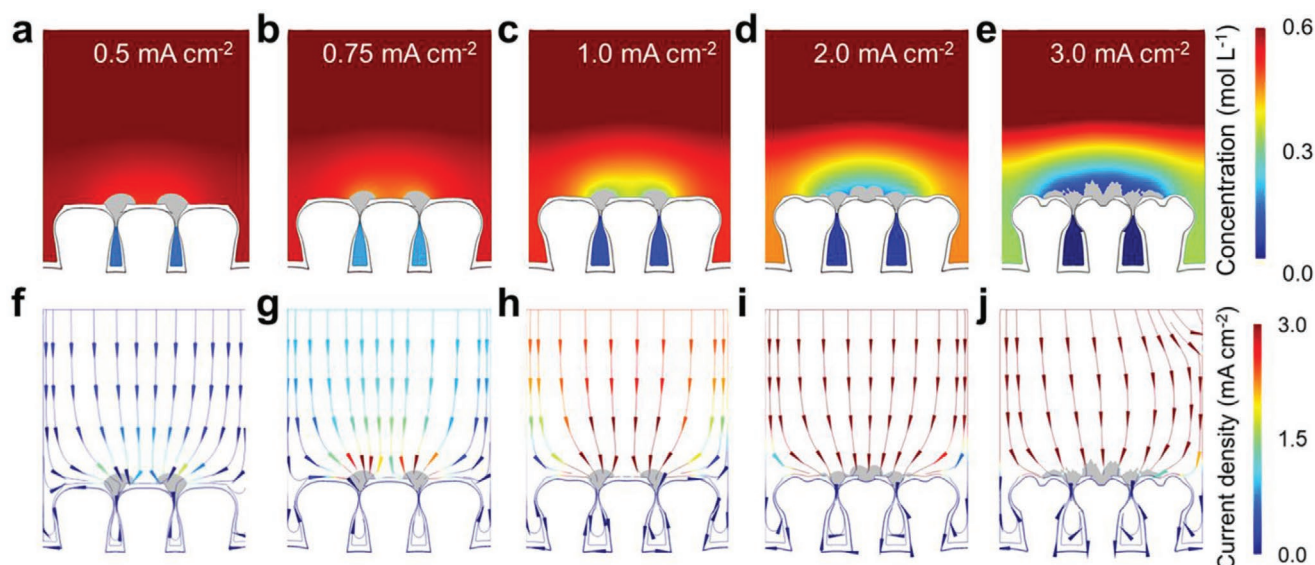 a 0.5 mA cm⁻²
b 0.75 mA cm⁻²
c 1.0 mA cm⁻²
d 2.0 mA cm⁻²
e 3.0 mA cm⁻²
0.6
0.3
0.0
Concentration (mol L⁻¹)
f
g
h
i
j
3.0
1.5
0.0
Current density (mA cm⁻²)